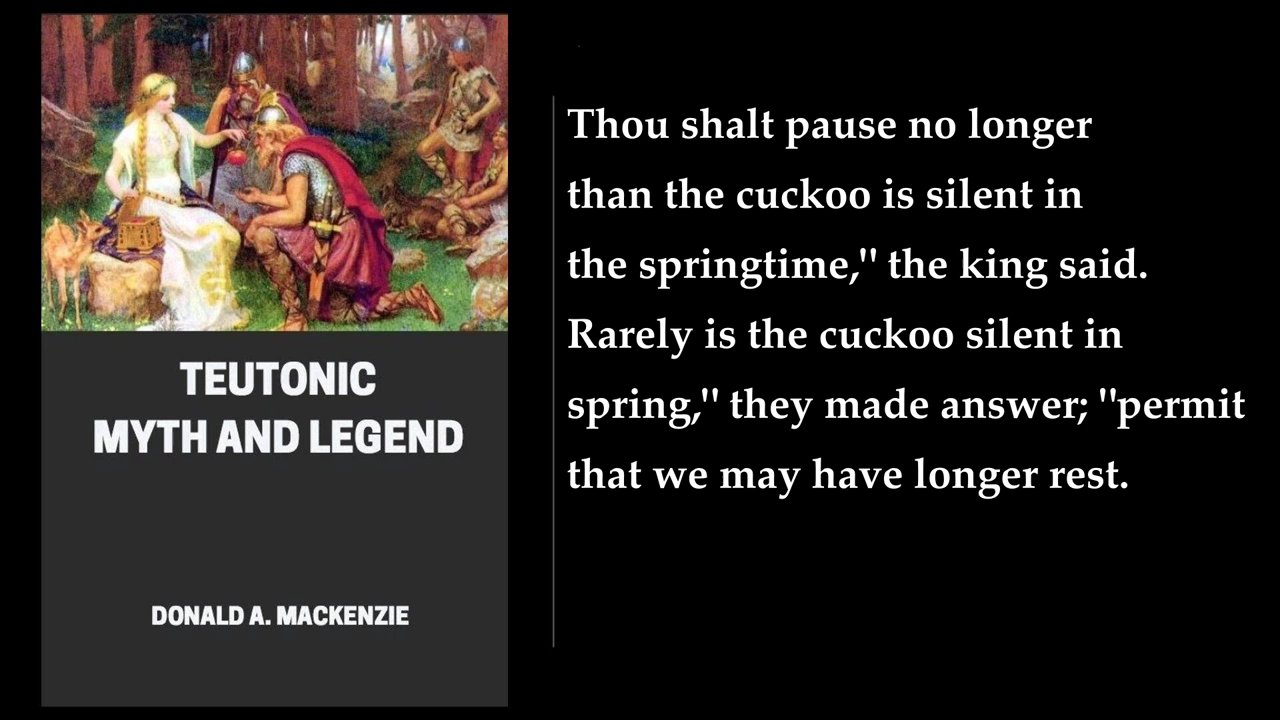 TEUTONIC
MYTH AND LEGEND
DONALD A. MACKENZIE
Thou shalt pause no longer
than the cuckoo is silent in
the springtime," the king said.
Rarely is the cuckoo silent in
spring," they made answer; "permit
that we may have longer rest.